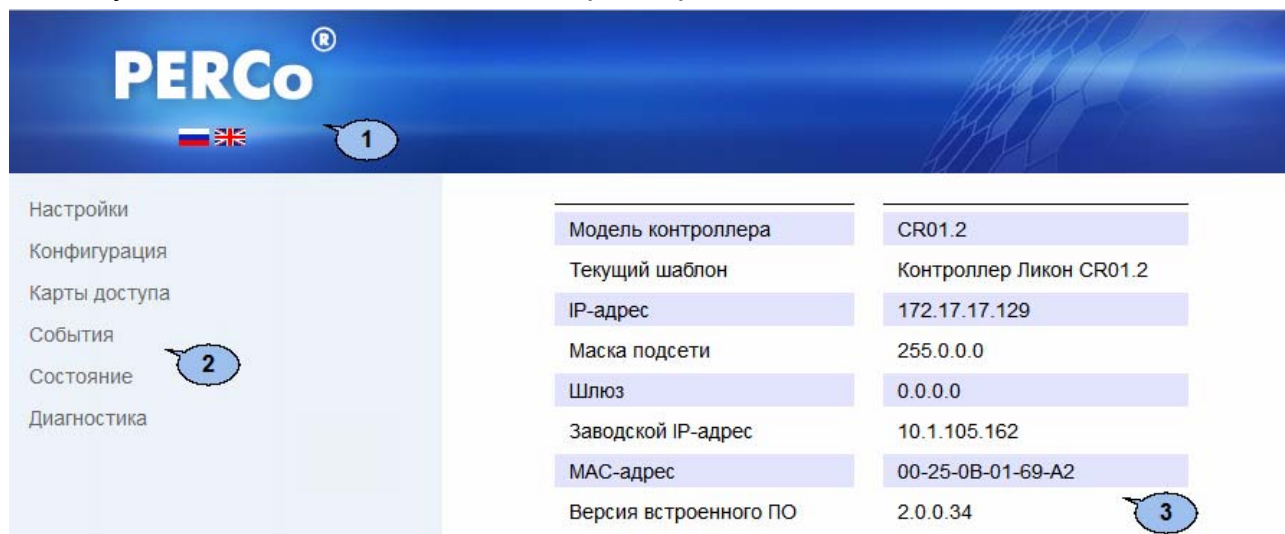 PERCo®
1
Настройки
Конфигурация
Карты доступа
События
2
Состояние
Диагностика
Модель контроллера CR01.2
Текущий шаблон Контроллер Ликон CR01.2
IP-адрес 172.17.17.129
Маска подсети 255.0.0.0
Шлюз 0.0.0.0
Заводской IP-адрес 10.1.105.162
MAC-адрес 00-25-0B-01-69-A2
Версия встроенного ПО 2.0.0.34
3